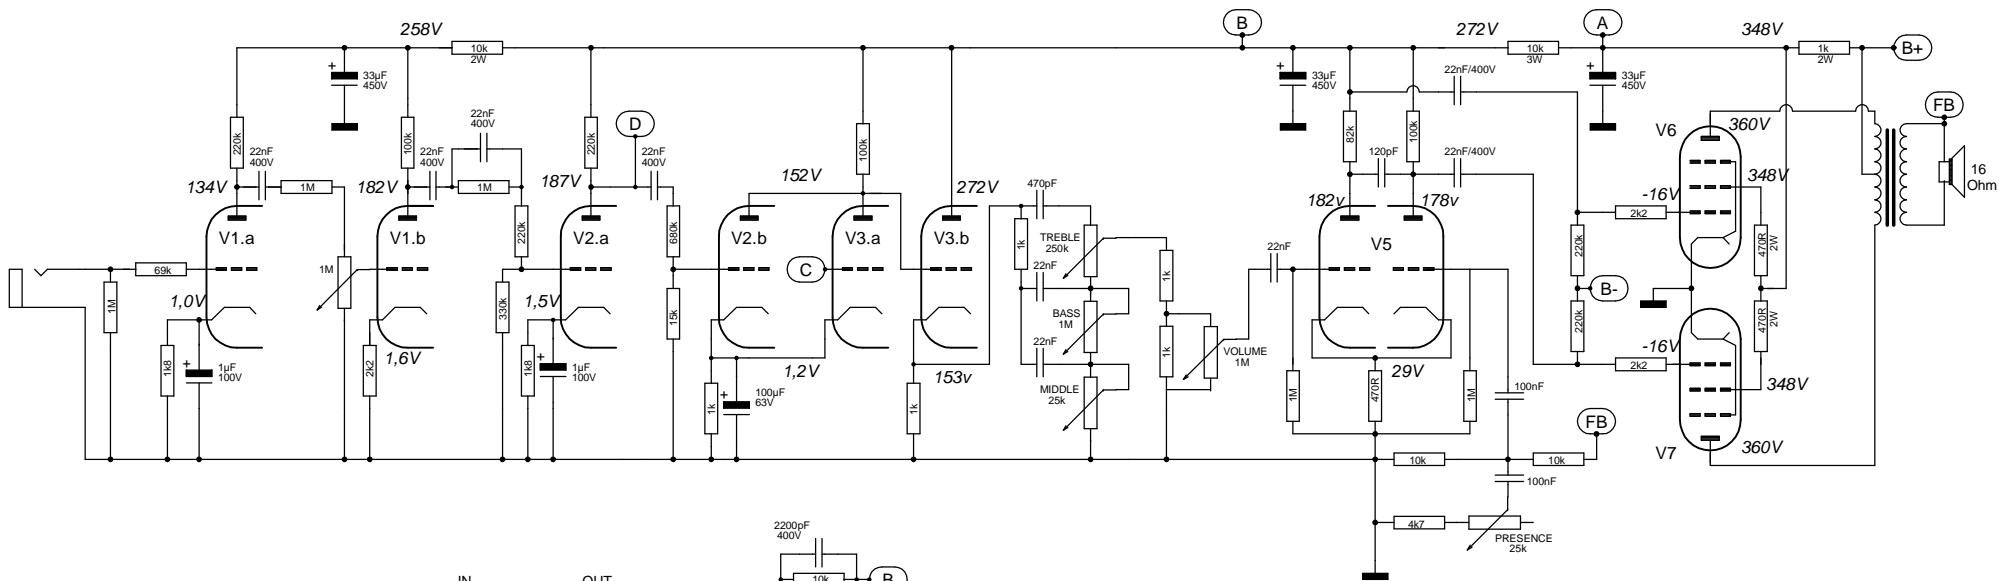 258V
10k
2W
B
272V
10k
3W
A
348V
1k
2W
B+
33µF
450V
33µF
450V
22nF/400V
33µF
450V
FB
220k
22nF
400V
100k
22nF
400V
22nF
400V
220k
D
22nF
400V
100k
82k
100k
120pF
22nF/400V
V6
360V
134V
1M
182V
1M
187V
152V
272V
470pF
182v
178v
-16V
348V
16
Ohm
V1.a
V1.b
220k
V2.a
680k
V2.b
V3.a
V3.b
1k
TREBLE
250k
22nF
V5
2k2
220k
470R
2W
69k
1M
C
22nF
1k
B-
1M
1,0V
330k
1,5V
15k
BASS
1M
220k
470R
2W
1k8
1µF
100V
2k2
1,6V
1k8
1µF
100V
1k
100µF
63V
1,2V
153v
1k
22nF
MIDDLE
25k
1k
VOLUME
1M
29V
-16V
2k2
348V
1M
470R
1M
100nF
FB
V7
360V
10k
10k
100nF
4k7
PRESENCE
25k
2200pF
400V
IN
OUT
10k
B